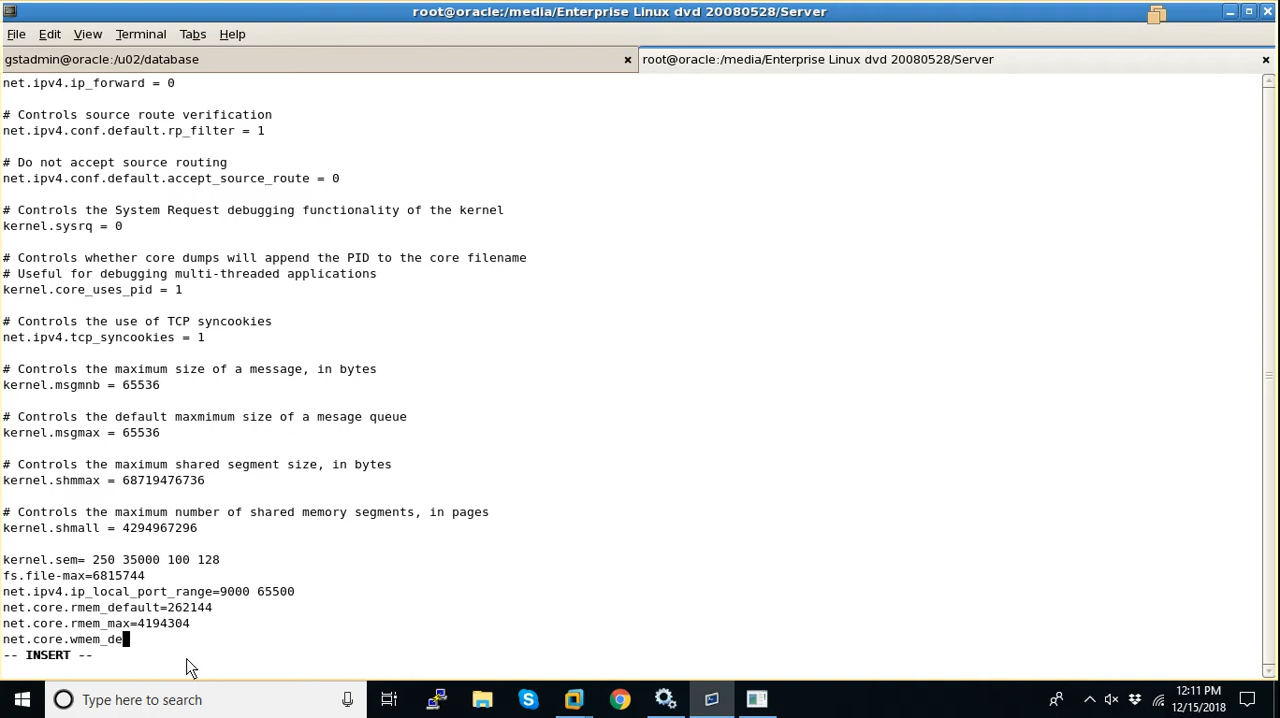 root@oracle:/media/Enterprise Linux dvd 20080528/Server
File Edit View Terminal Tabs Help
gstadmin@oracle:/u02/database
root@oracle:/media/Enterprise Linux dvd 20080528/Server
net.ipv4.ip_forward = 0
# Controls source route verification
net.ipv4.conf.default.rp_filter = 1
# Do not accept source routing
net.ipv4.conf.default.accept_source_route = 0
# Controls the System Request debugging functionality of the kernel
kernel.sysrq = 0
# Controls whether core dumps will append the PID to the core filename
# Useful for debugging multi-threaded applications
kernel.core_uses_pid = 1
# Controls the use of TCP syncookies
net.ipv4.tcp_syncookies = 1
# Controls the maximum size of a message, in bytes
kernel.msgmnb = 65536
# Controls the default maxmimum size of a mesage queue
kernel.msgmax = 65536
# Controls the maximum shared segment size, in bytes
kernel.shmmax = 68719476736
# Controls the maximum number of shared memory segments, in pages
kernel.shmall = 4294967296
kernel.sem= 250 35000 100 128
fs.file-max=6815744
net.ipv4.ip_local_port_range=9000 65500
net.core.rmem_default=262144
net.core.rmem_max=4194304
net.core.wmem_de
-- INSERT --
Type here to search
12:11 PM
12/15/2018